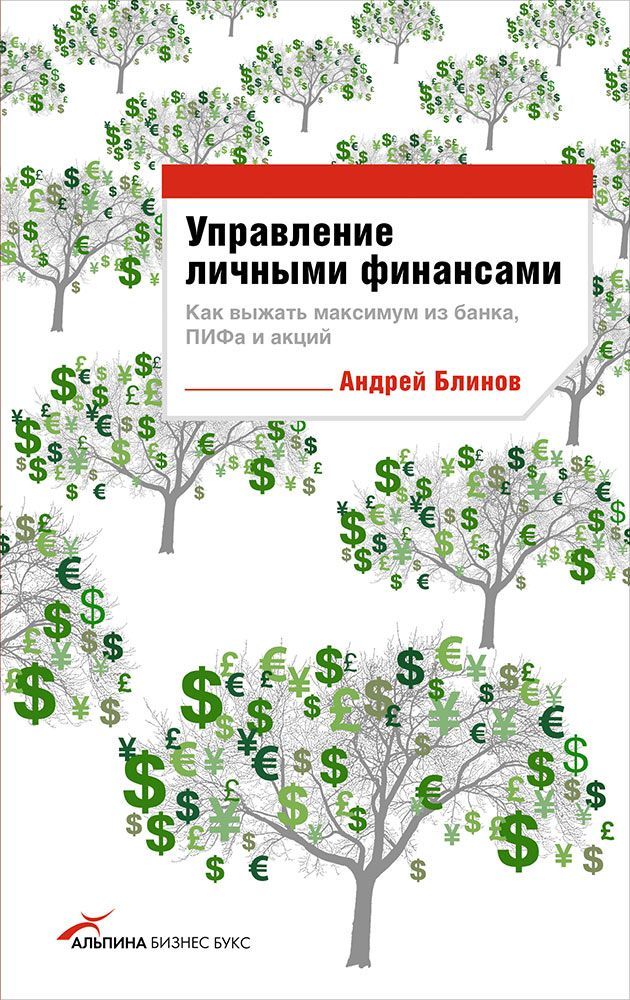 Управление
личными финансами
Как выжать максимум из банка,
ПИФа и акций
Андрей Блинов
АЛЬПИНА БИЗНЕС БУКС